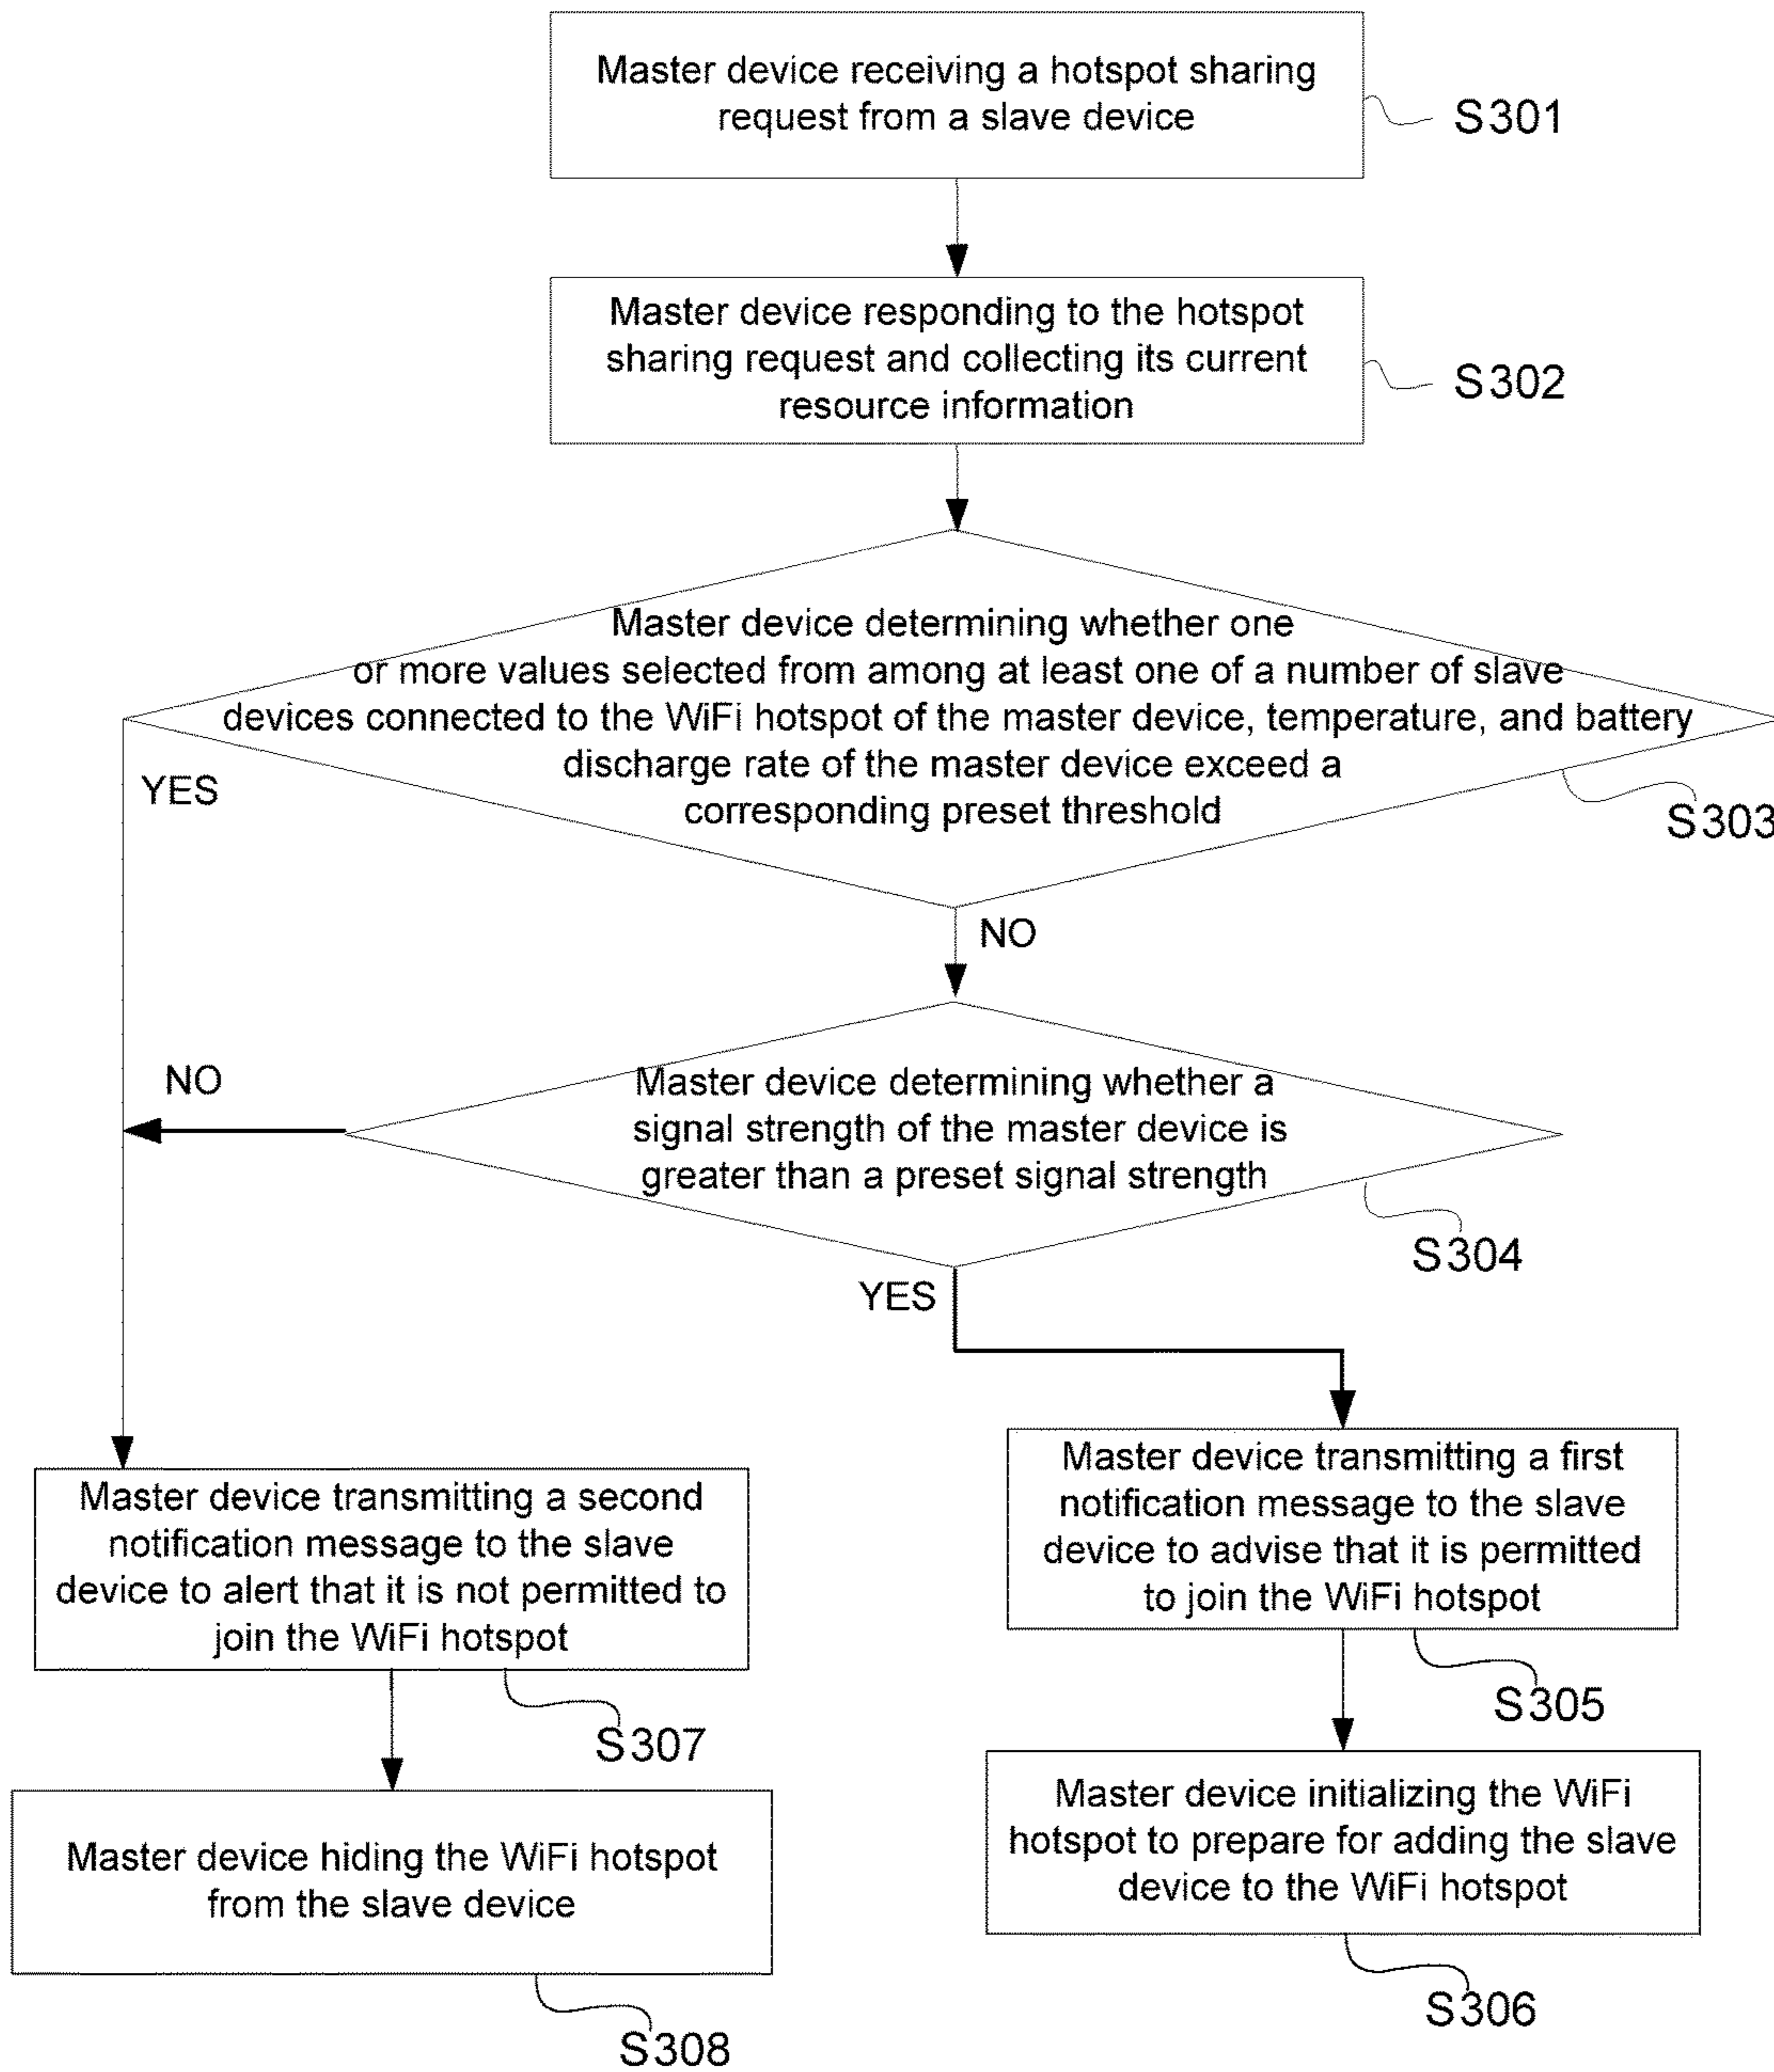 Master device receiving a hotspot sharing
request from a slave device
S301
Master device responding to the hotspot
sharing request and collecting its current
resource information
S302
Master device determining whether one
or more values selected from among at least one of a number of slave
devices connected to the WiFi hotspot of the master device, temperature, and battery
discharge rate of the master device exceed a
corresponding preset threshold
YES
S303
NO
NO
Master device determining whether a
signal strength of the master device is
greater than a preset signal strength
S304
YES
Master device transmitting a second
notification message to the slave
device to alert that it is not permitted to
join the WiFi hotspot
S307
Master device transmitting a first
notification message to the slave
device to advise that it is permitted
to join the WiFi hotspot
S305
Master device hiding the WiFi hotspot
from the slave device
S308
Master device initializing the WiFi
hotspot to prepare for adding the slave
device to the WiFi hotspot
S306